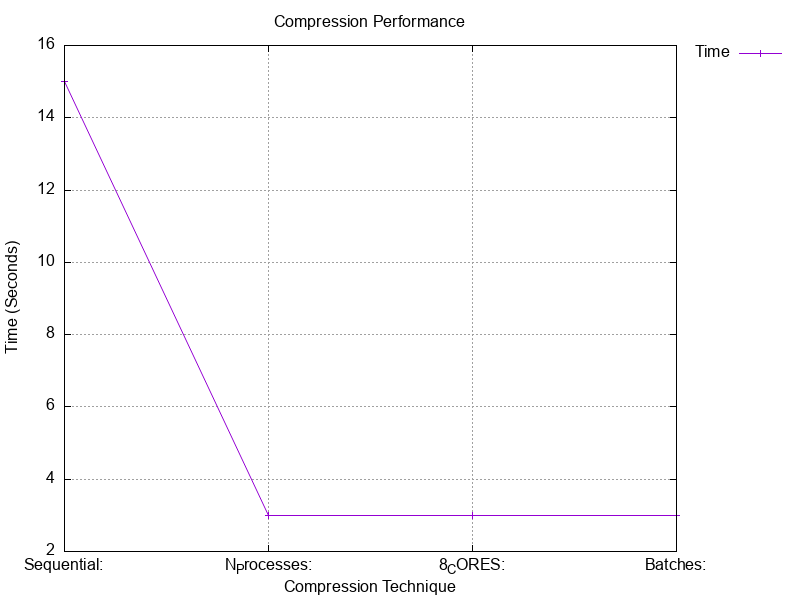 Compression Performance
Time
16
14
12
10
8
6
4
2
Time (Seconds)
Sequential: NProcesses: 8CORES: Batches:
Compression Technique